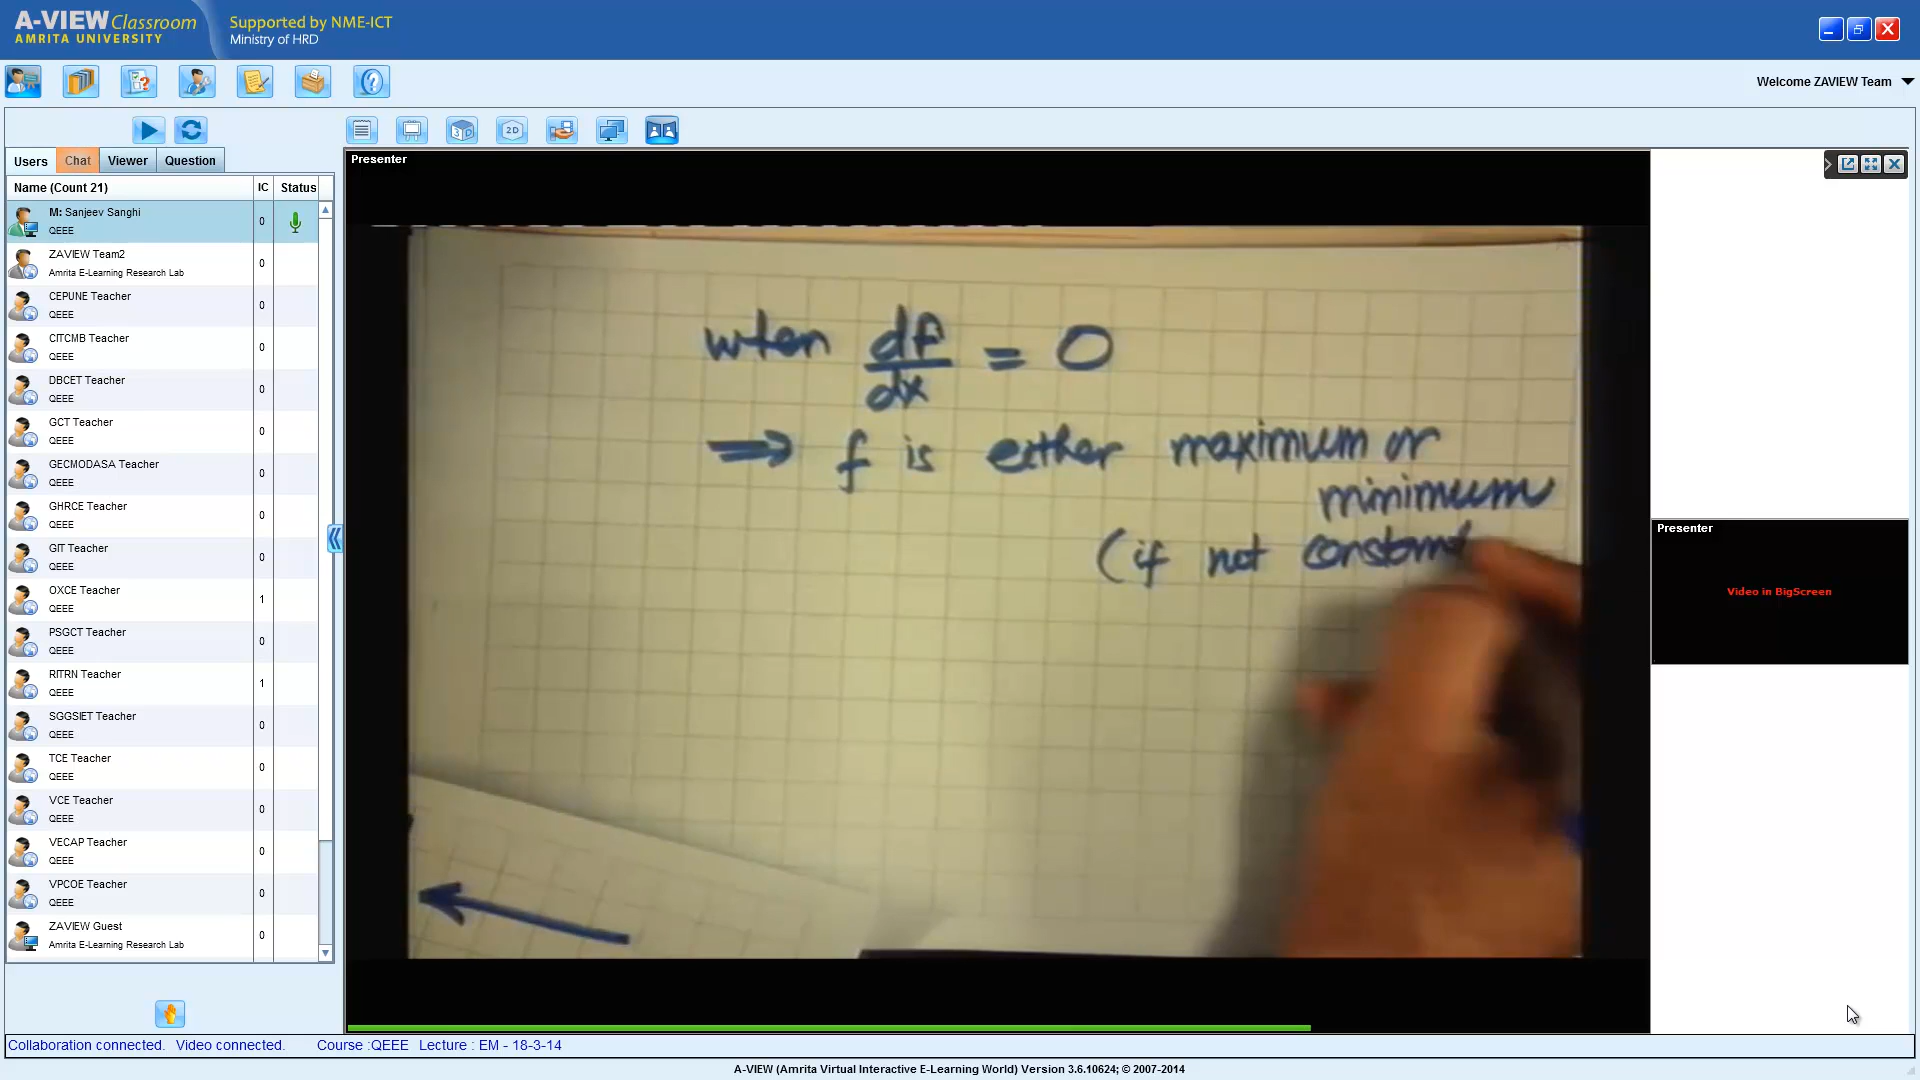 A-VIEW Classroom
AMRITA UNIVERSITY
Supported by NME-ICT
Ministry of HRD
Welcome ZAVIEW Team
3D
2D
Users
Chat
Viewer
Question
Name (Count 21) IC Status
M: Sanjeev Sanghi
QEEE
0
ZAVIEW Team2
Amrita E-Learning Research Lab
0
CEPUNE Teacher
QEEE
0
CITCMB Teacher
QEEE
0
DBCET Teacher
QEEE
0
GCT Teacher
QEEE
0
GECMODASA Teacher
QEEE
0
GHRCE Teacher
QEEE
0
GIT Teacher
QEEE
0
OXCE Teacher
QEEE
1
PSGCT Teacher
QEEE
0
RITRN Teacher
QEEE
1
SGGSIET Teacher
QEEE
0
TCE Teacher
QEEE
0
VCE Teacher
QEEE
0
VECAP Teacher
QEEE
0
VPCOE Teacher
QEEE
0
ZAVIEW Guest
Amrita E-Learning Research Lab
0
Presenter
when df/dx = 0
⇒ f is either maximum or
minimum
(if not constant
Presenter
Video in BigScreen
Collaboration connected. Video connected. Course :QEEE Lecture : EM - 18-3-14
A-VIEW (Amrita Virtual Interactive E-Learning World) Version 3.6.10624; © 2007-2014